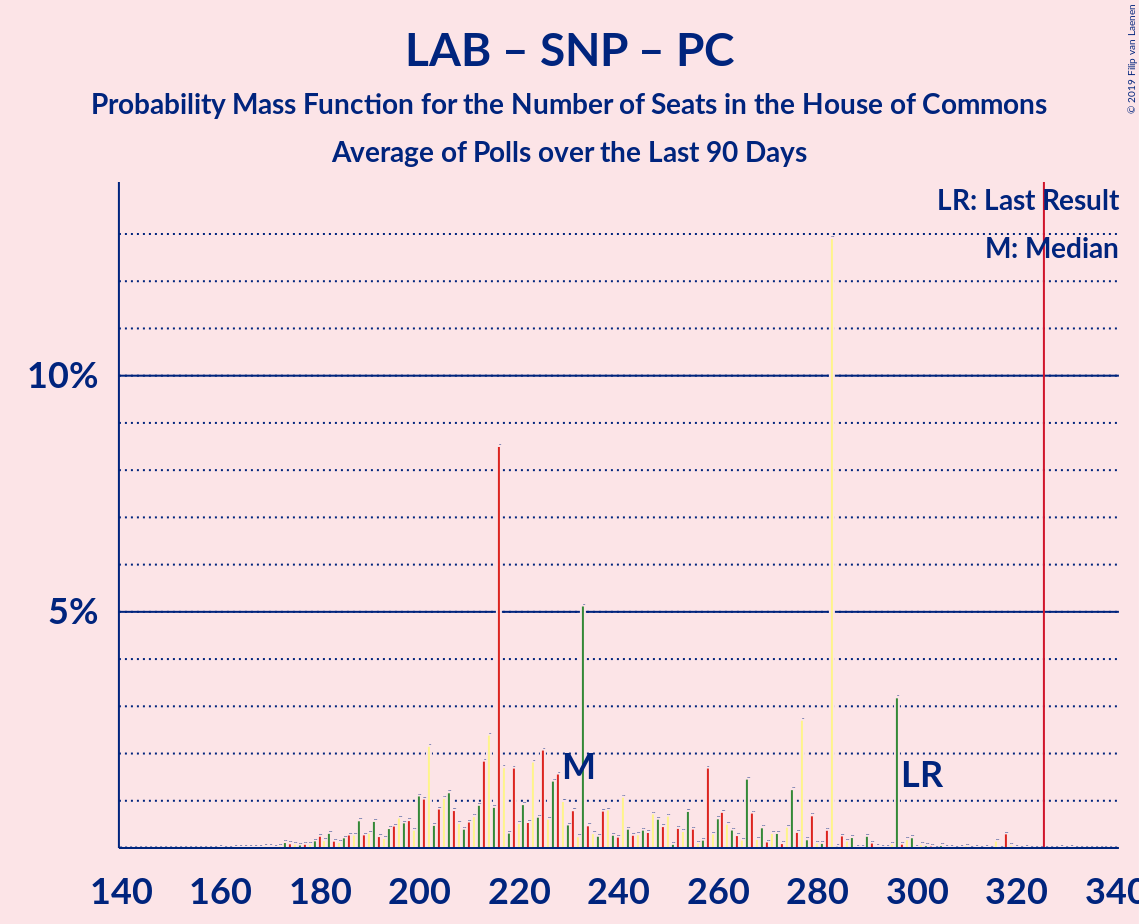 LAB – SNP – PC
Probability Mass Function for the Number of Seats in the House of Commons
Average of Polls over the Last 90 Days
© 2019 Filip van Laenen
LR: Last Result
M: Median
10%
5%
M
LR
140 160 180 200 220 240 260 280 300 320 340